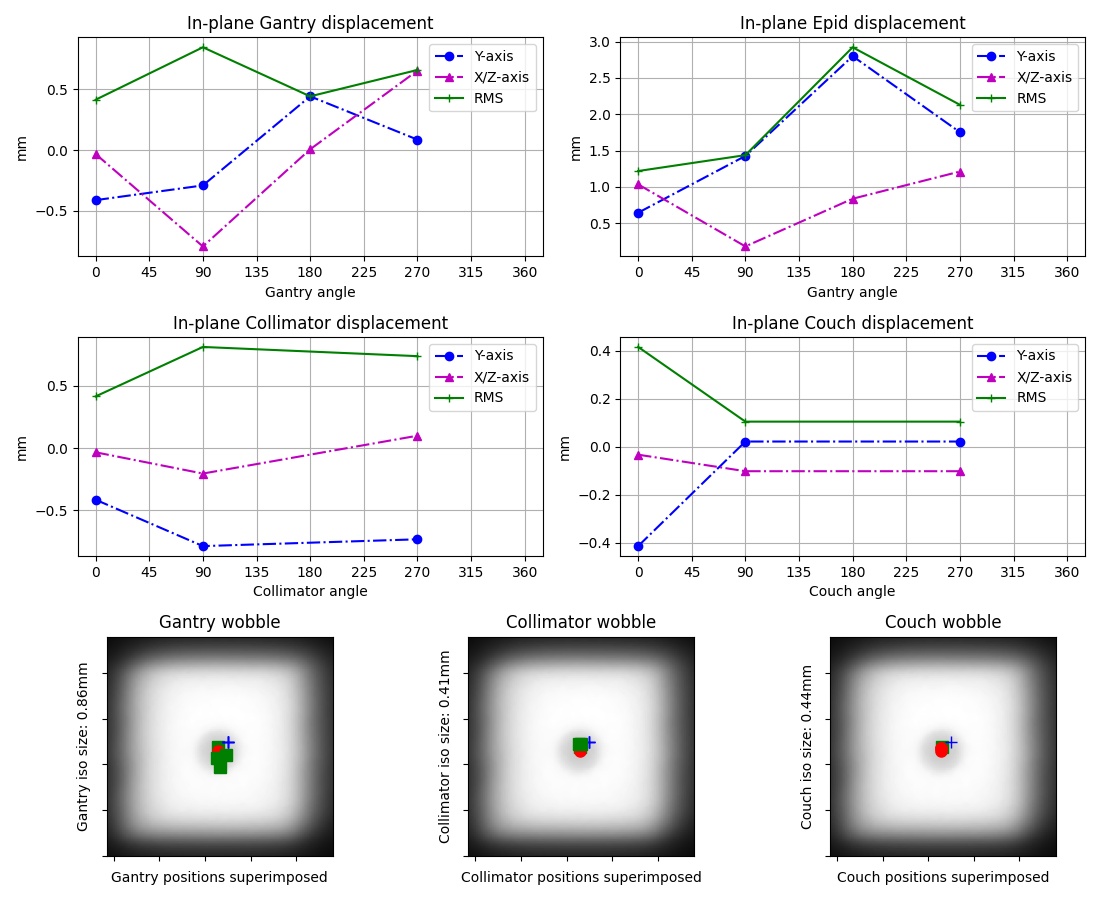 In-plane Gantry displacement
mm
0.5
0.0
−0.5
0 45 90 135 180 225 270 315 360
Gantry angle
Y-axis
X/Z-axis
RMS
In-plane Epid displacement
mm
3.0
2.5
2.0
1.5
1.0
0.5
0 45 90 135 180 225 270 315 360
Gantry angle
Y-axis
X/Z-axis
RMS
In-plane Collimator displacement
mm
0.5
0.0
−0.5
0 45 90 135 180 225 270 315 360
Collimator angle
Y-axis
X/Z-axis
RMS
In-plane Couch displacement
mm
0.4
0.2
0.0
−0.2
−0.4
0 45 90 135 180 225 270 315 360
Couch angle
Y-axis
X/Z-axis
RMS
Gantry wobble
Gantry iso size: 0.86mm
Gantry positions superimposed
Collimator wobble
Collimator iso size: 0.41mm
Collimator positions superimposed
Couch wobble
Couch iso size: 0.44mm
Couch positions superimposed